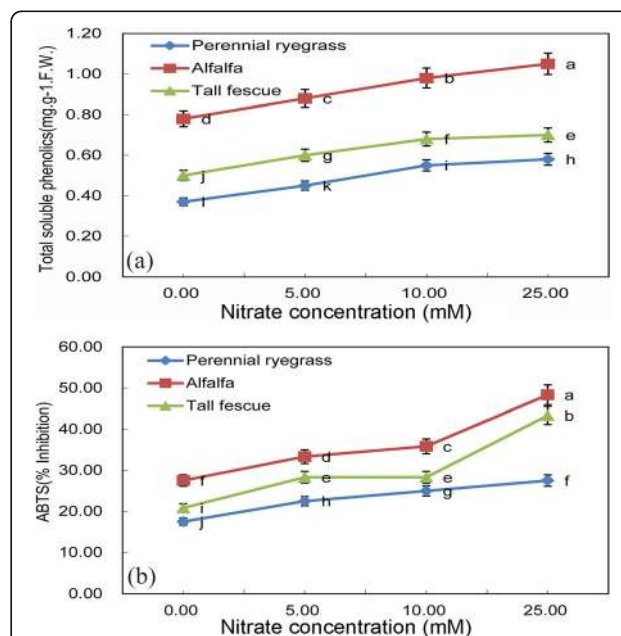 Total soluble phenolics(mg.g-1.F.W.)
1.20
1.00
0.80
0.60
0.40
0.20
0.00
Perennial ryegrass
Alfalfa
Tall fescue
d
c
b
a
j
g
f
e
l
k
i
h
(a)
0.00
5.00
10.00
25.00
Nitrate concentration (mM)
ABTS(% Inhibition)
60.00
50.00
40.00
30.00
20.00
10.00
0.00
Perennial ryegrass
Alfalfa
Tall fescue
f
d
c
a
i
e
e
b
j
h
g
f
(b)
0.00
5.00
10.00
25.00
Nitrate concentration (mM)